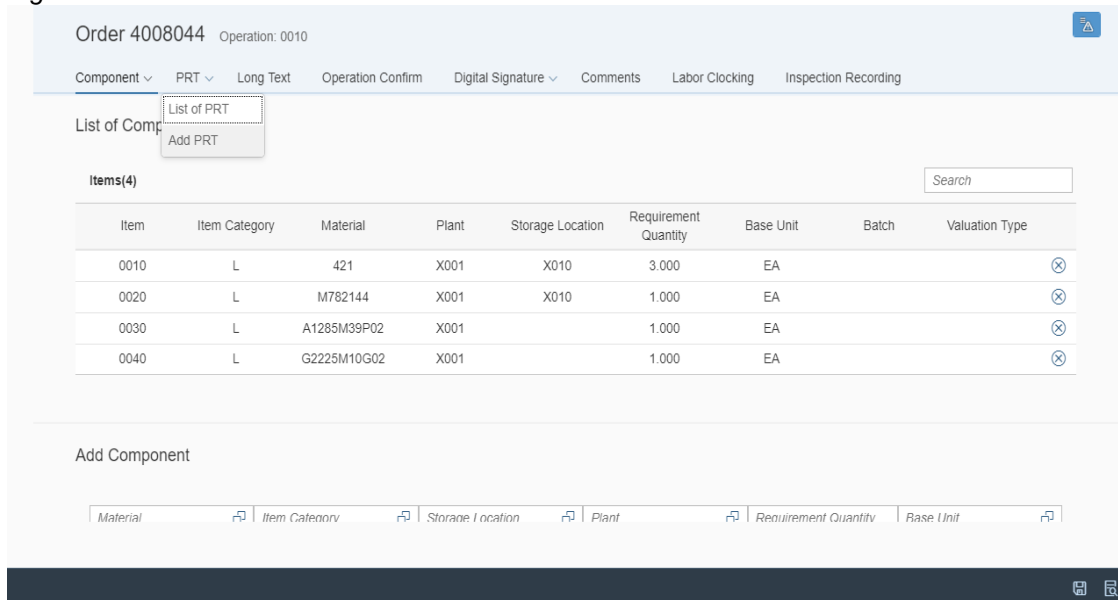 Order 4008044 Operation: 0010
Component PRT Long Text Operation Confirm Digital Signature Comments Labor Clocking Inspection Recording
List of PRT
List of Comp
Add PRT
Items(4) Search
Item Item Category Material Plant Storage Location Requirement Quantity Base Unit Batch Valuation Type
0010 L 421 X001 X010 3.000 EA
0020 L M782144 X001 X010 1.000 EA
0030 L A1285M39P02 X001 1.000 EA
0040 L G2225M10G02 X001 1.000 EA
Add Component
Material Item Category Storage Location Plant Requirement Quantity Base Unit